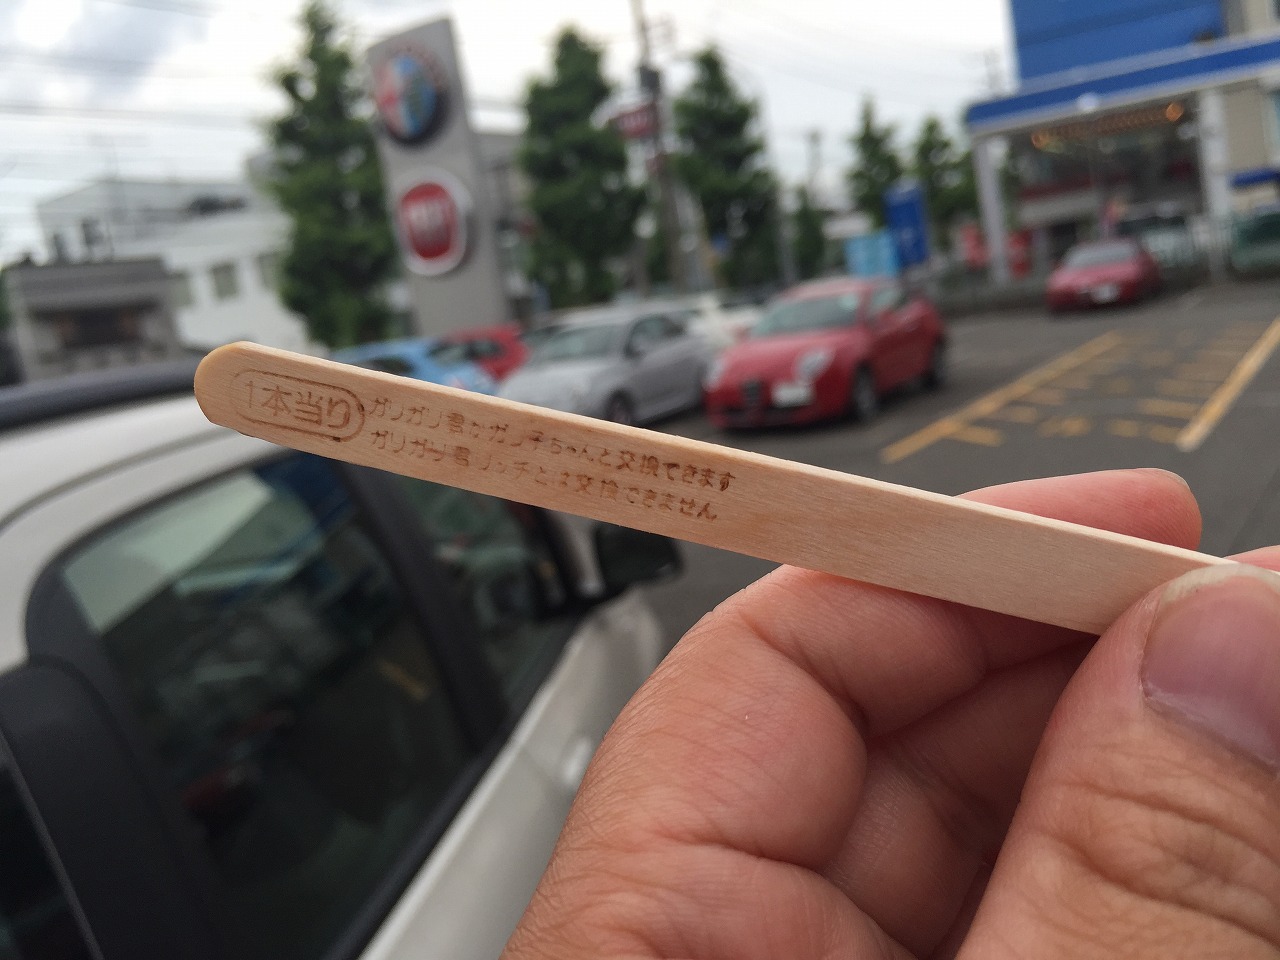 1本当り
ガリガリ君かガリ子ちゃんと交換できます
ガリガリ君リッチとは交換できません